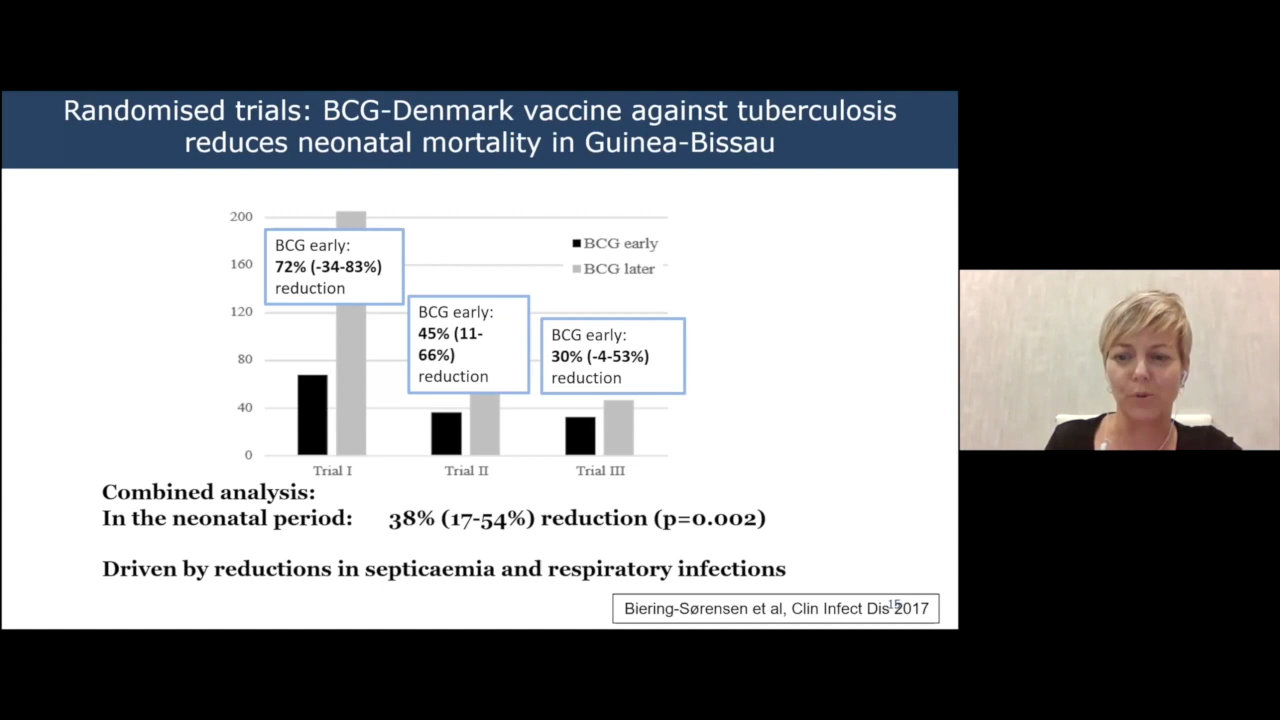 Randomised trials: BCG-Denmark vaccine against tuberculosis
reduces neonatal mortality in Guinea-Bissau
200
160
120
80
40
0
BCG early:
72% (-34-83%)
reduction
BCG early:
45% (11-
66%)
reduction
BCG early:
30% (-4-53%)
reduction
BCG early
BCG later
Trial I
Trial II
Trial III
Combined analysis:
In the neonatal period: 38% (17-54%) reduction (p=0.002)
Driven by reductions in septicaemia and respiratory infections
Biering-Sørensen et al, Clin Infect Dis 2017
15